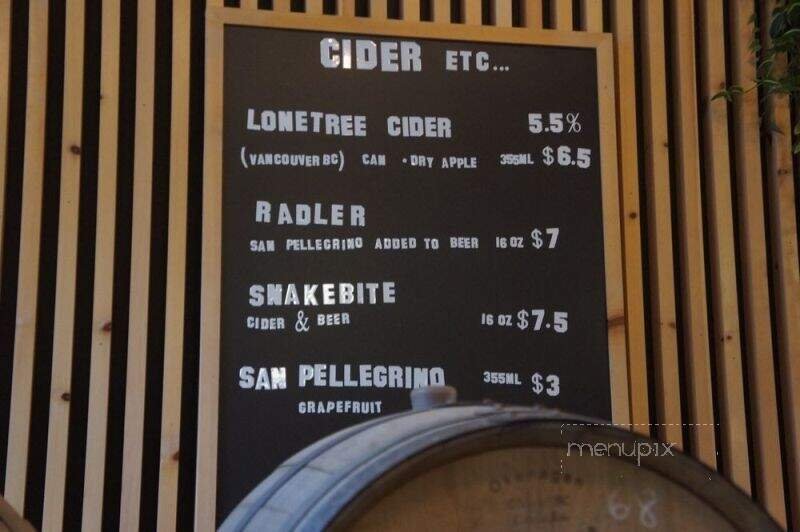 CIDER ETC...
LONETREE CIDER 5.5%
(VANCOUVER BC) CAN • DRY APPLE 355ML $6.5
RADLER
SAN PELLEGRINO ADDED TO BEER 16 OZ $7
SNAKEBITE
CIDER & BEER 16 OZ $7.5
SAN PELLEGRINO 355ML $3
GRAPEFRUIT
menupix
68